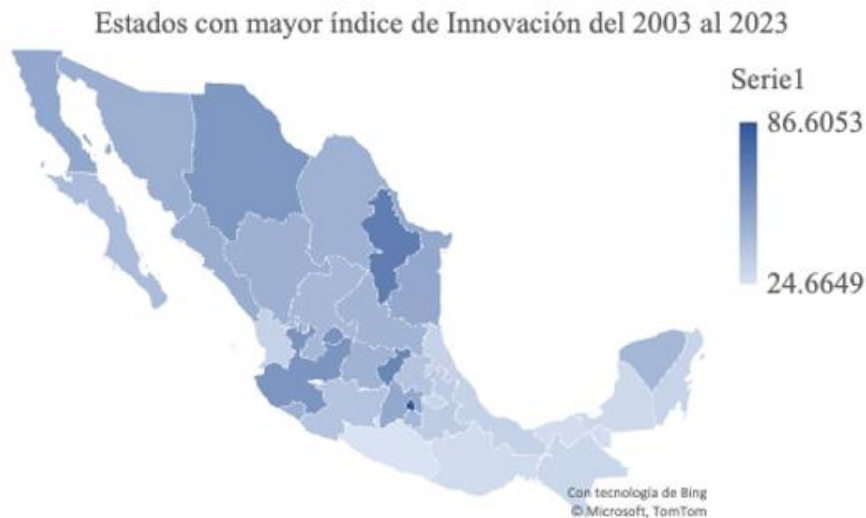 Estados con mayor índice de Innovación del 2003 al 2023
Serie1
86.6053
24.6649
Con tecnología de Bing
© Microsoft, TomTom